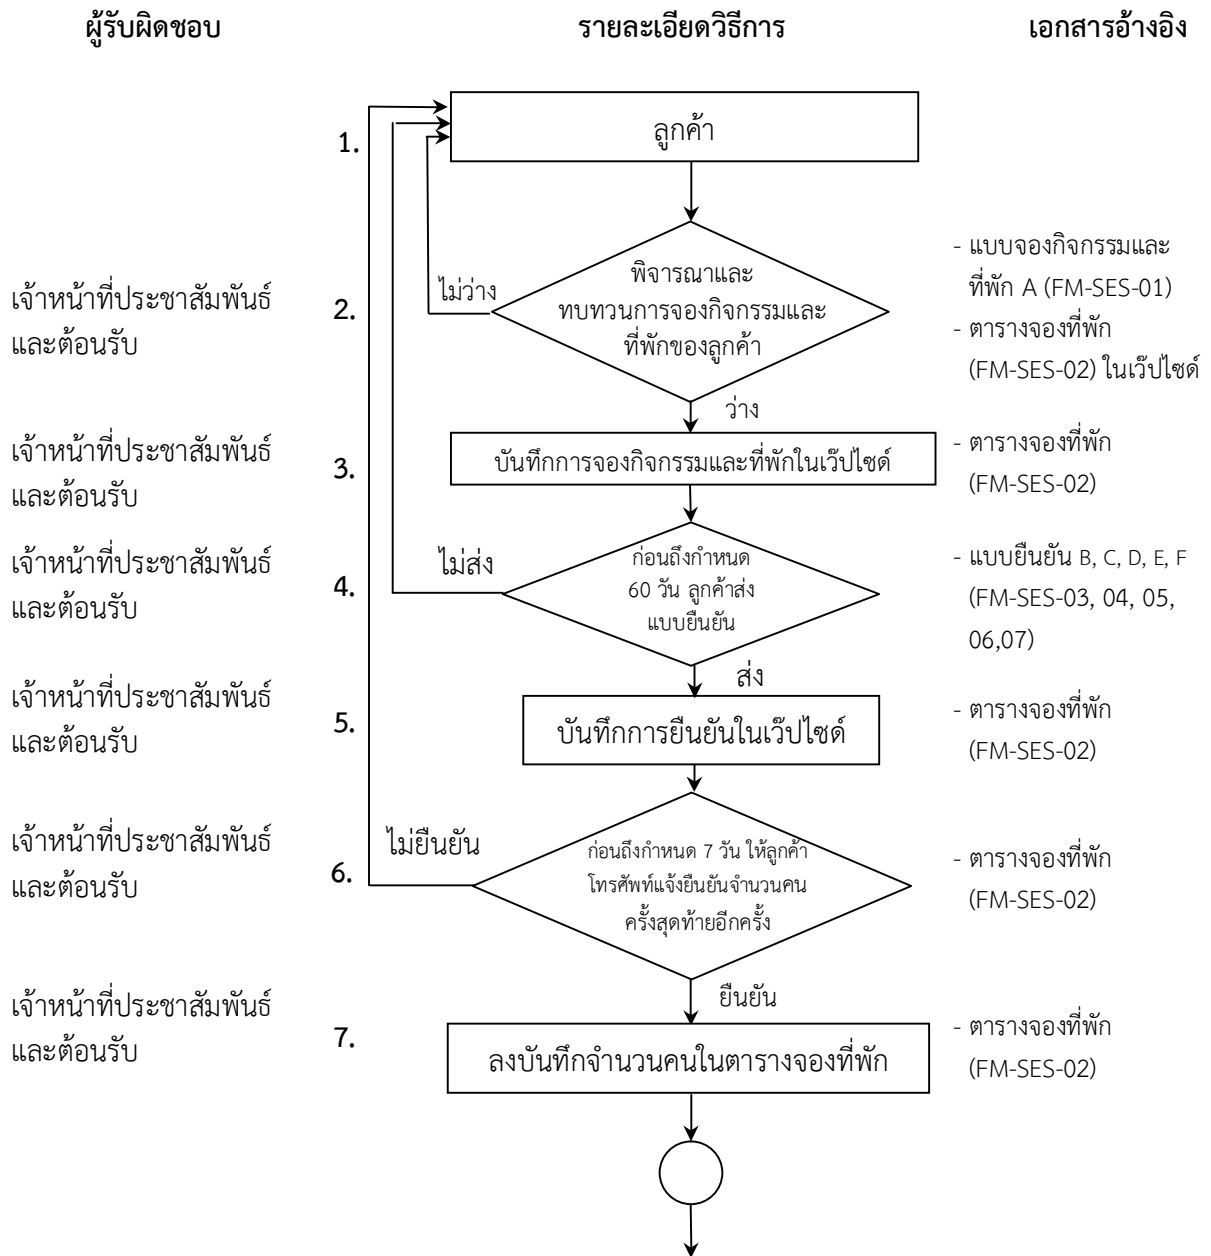 ผู้รับผิดชอบ
รายละเอียดวิธีการ
เอกสารอ้างอิง
1.
ลูกค้า
เจ้าหน้าที่ประชาสัมพันธ์
และต้อนรับ
2.
ไม่ว่าง
พิจารณาและ
ทบทวนการจองกิจกรรมและ
ที่พักของลูกค้า
- แบบจองกิจกรรมและ
ที่พัก A (FM-SES-01)
- ตารางจองที่พัก
(FM-SES-02) ในเว๊ปไซด์
ว่าง
เจ้าหน้าที่ประชาสัมพันธ์
และต้อนรับ
3.
บันทึกการจองกิจกรรมและที่พักในเว๊ปไซด์
- ตารางจองที่พัก
(FM-SES-02)
เจ้าหน้าที่ประชาสัมพันธ์
และต้อนรับ
4.
ไม่ส่ง
ก่อนถึงกำหนด
60 วัน ลูกค้าส่ง
แบบยืนยัน
- แบบยืนยัน B, C, D, E, F
(FM-SES-03, 04, 05,
06,07)
ส่ง
เจ้าหน้าที่ประชาสัมพันธ์
และต้อนรับ
5.
บันทึกการยืนยันในเว๊ปไซด์
- ตารางจองที่พัก
(FM-SES-02)
เจ้าหน้าที่ประชาสัมพันธ์
และต้อนรับ
6.
ไม่ยืนยัน
ก่อนถึงกำหนด 7 วัน ให้ลูกค้า
โทรศัพท์แจ้งยืนยันจำนวนคน
ครั้งสุดท้ายอีกครั้ง
- ตารางจองที่พัก
(FM-SES-02)
ยืนยัน
เจ้าหน้าที่ประชาสัมพันธ์
และต้อนรับ
7.
ลงบันทึกจำนวนคนในตารางจองที่พัก
- ตารางจองที่พัก
(FM-SES-02)